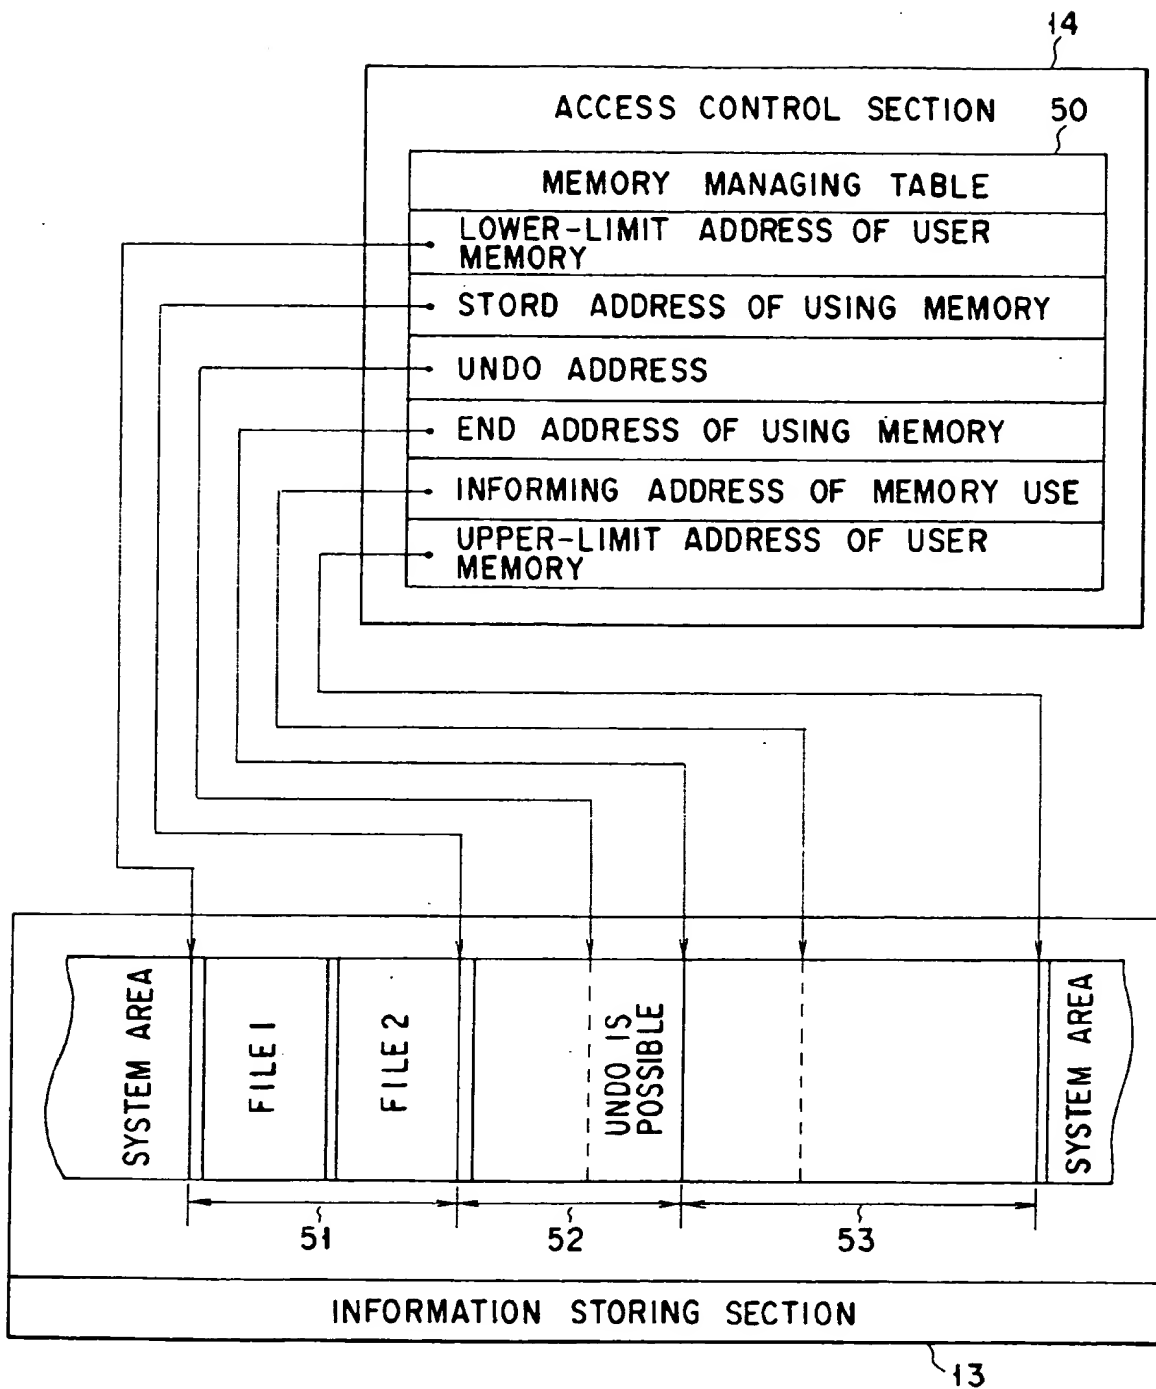 14
ACCESS CONTROL SECTION 50
MEMORY MANAGING TABLE
LOWER-LIMIT ADDRESS OF USER
MEMORY
STORD ADDRESS OF USING MEMORY
UNDO ADDRESS
END ADDRESS OF USING MEMORY
INFORMING ADDRESS OF MEMORY USE
UPPER-LIMIT ADDRESS OF USER
MEMORY
SYSTEM AREA
FILE 1
FILE 2
UNDO IS
POSSIBLE
SYSTEM AREA
51
52
53
INFORMATION STORING SECTION
13